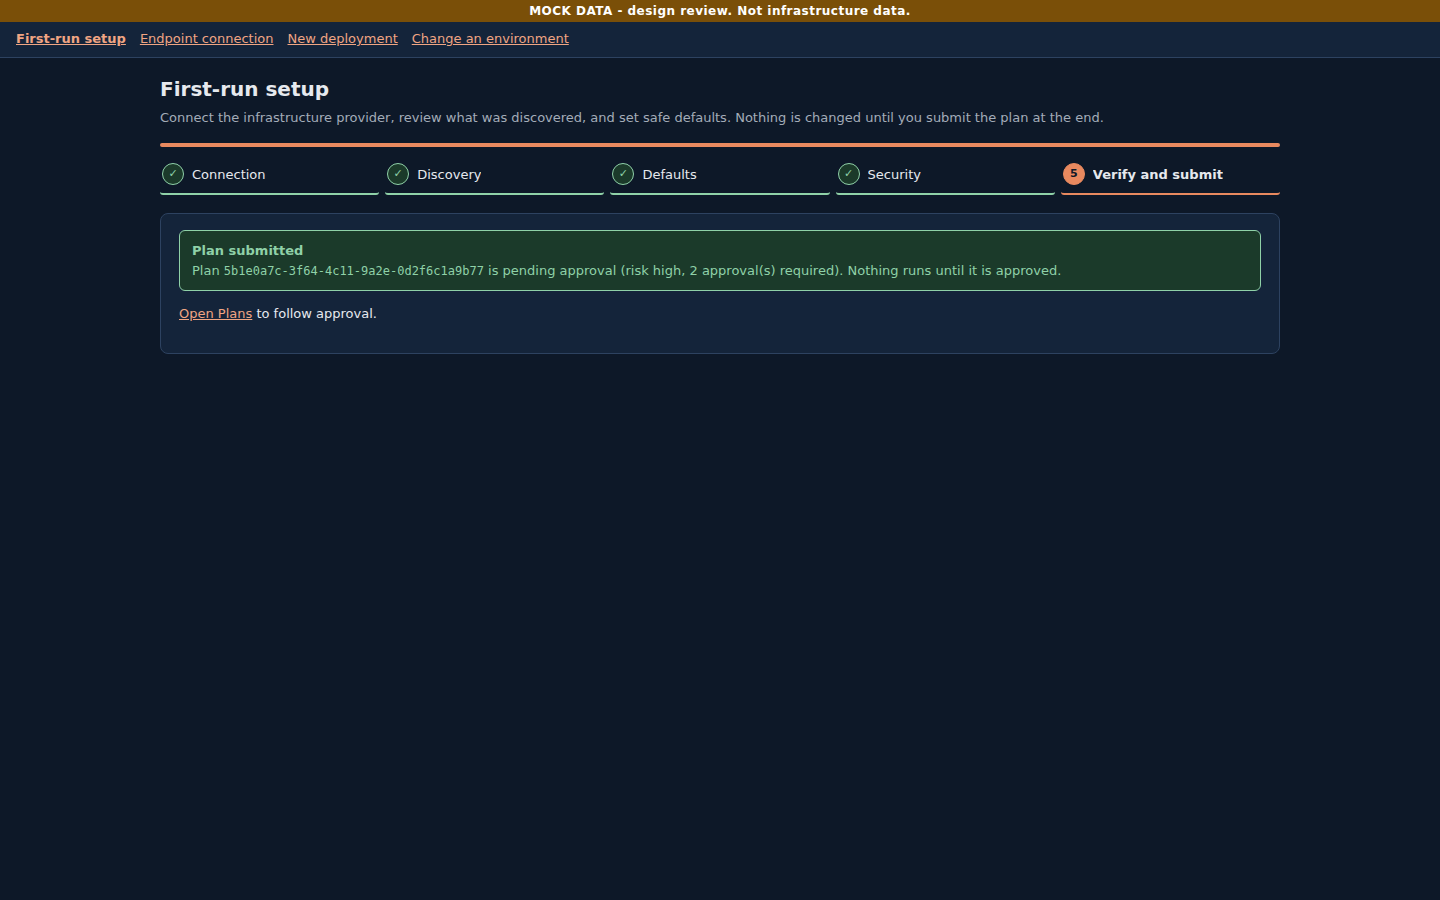 MOCK DATA - design review. Not infrastructure data.
First-run setup Endpoint connection New deployment Change an environment
First-run setup
Connect the infrastructure provider, review what was discovered, and set safe defaults. Nothing is changed until you submit the plan at the end.
✓ Connection ✓ Discovery ✓ Defaults ✓ Security 5 Verify and submit
Plan submitted
Plan 5b1e0a7c-3f64-4c11-9a2e-0d2f6c1a9b77 is pending approval (risk high, 2 approval(s) required). Nothing runs until it is approved.
Open Plans to follow approval.